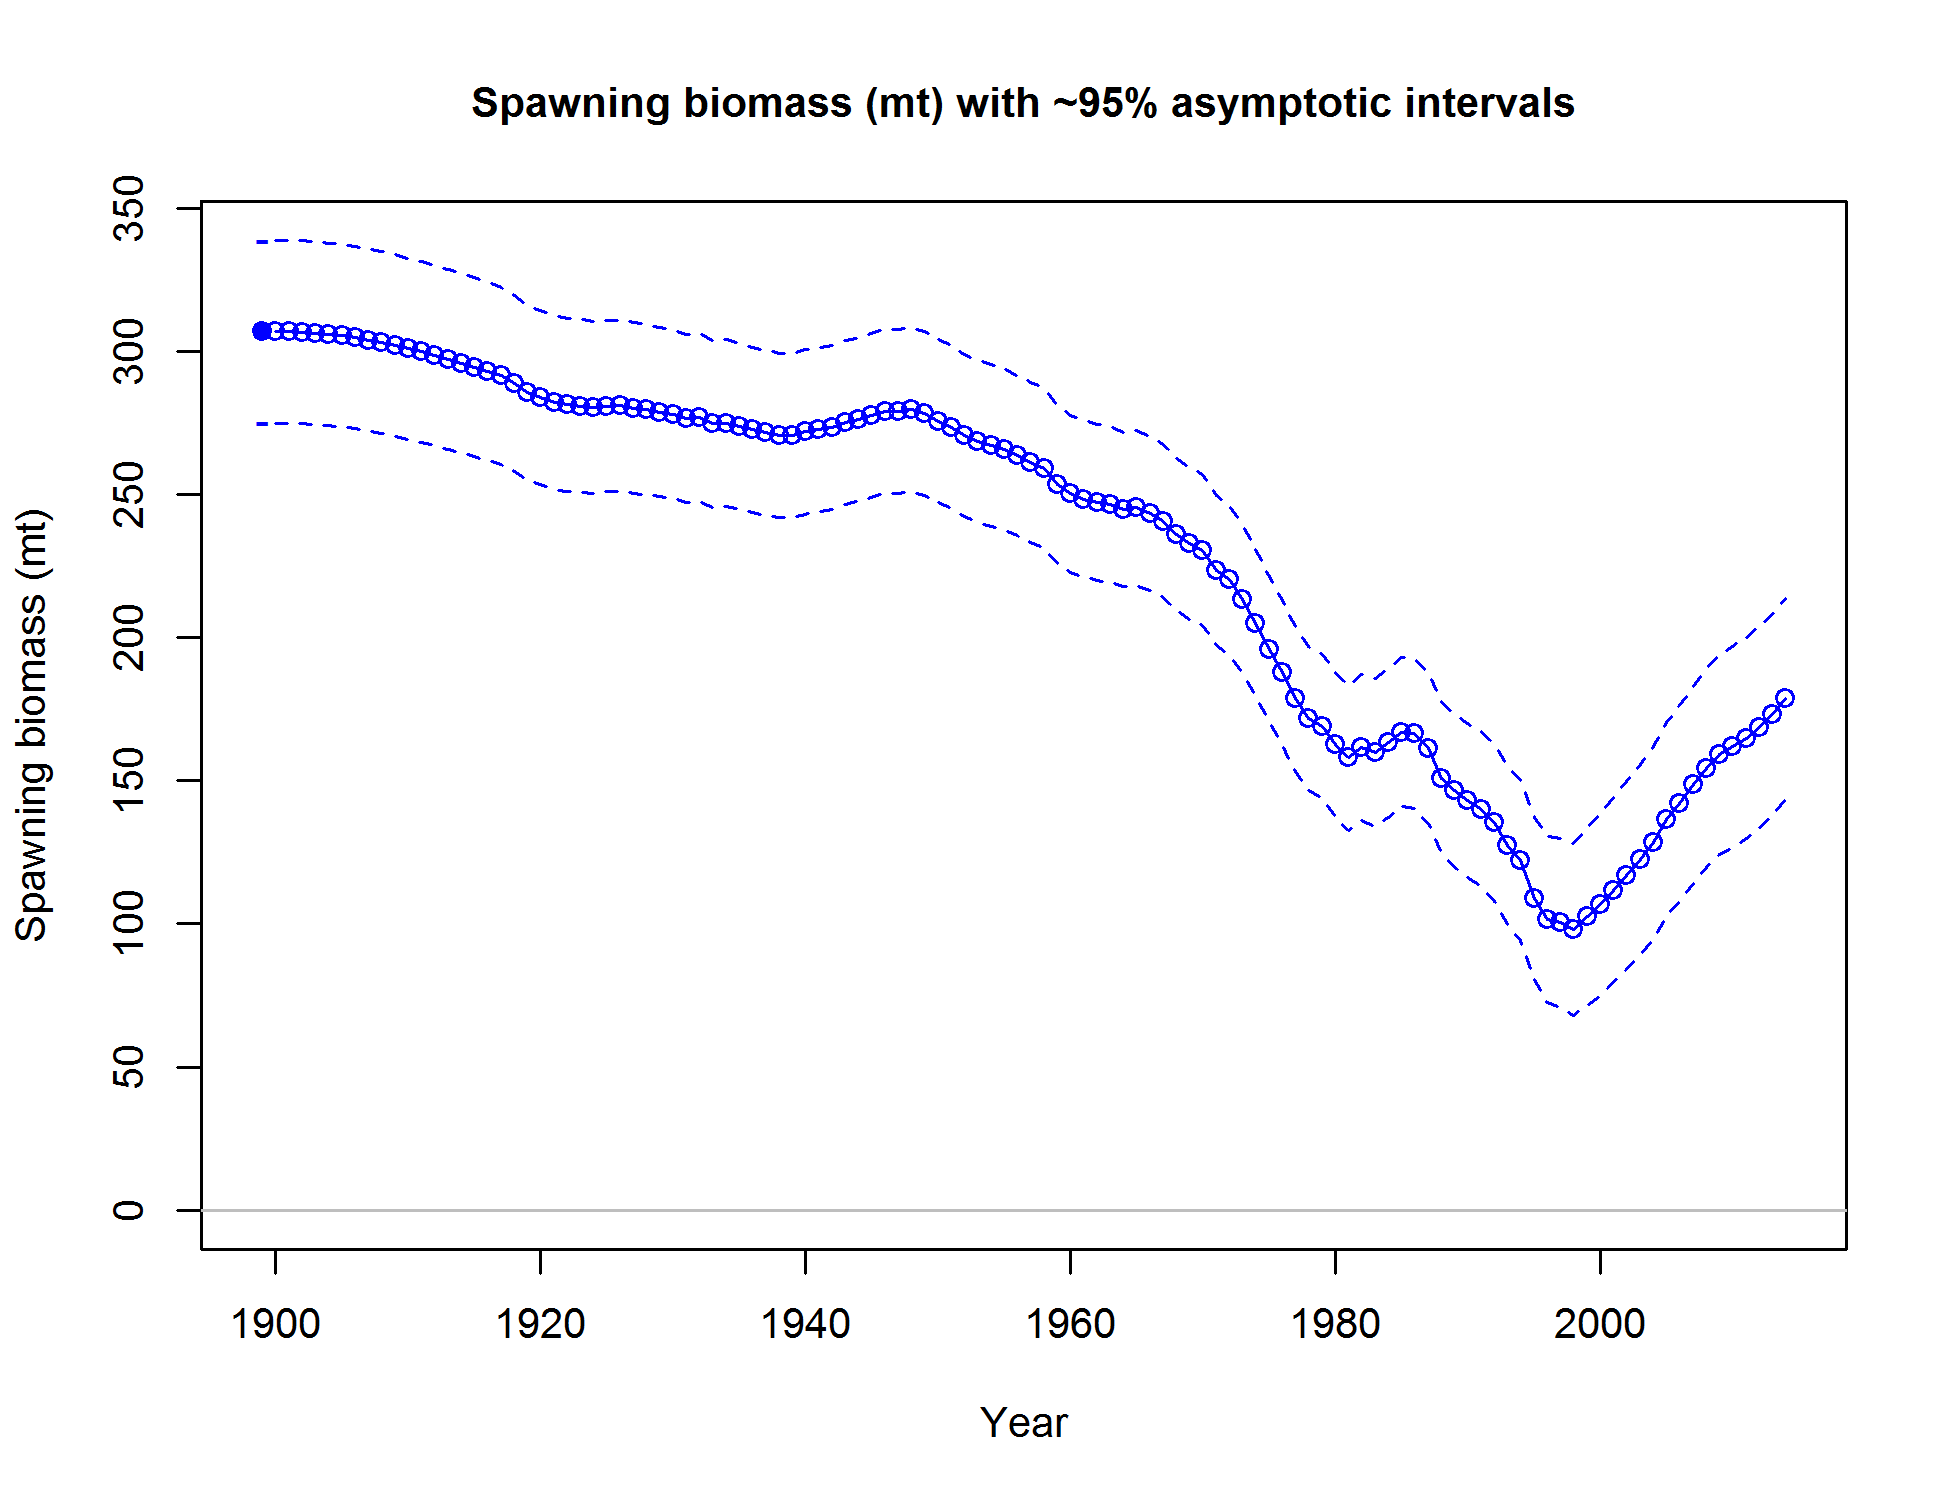 Spawning biomass (mt) with ~95% asymptotic intervals
Spawning biomass (mt)
350
300
250
200
150
100
50
0
1900 1920 1940 1960 1980 2000
Year